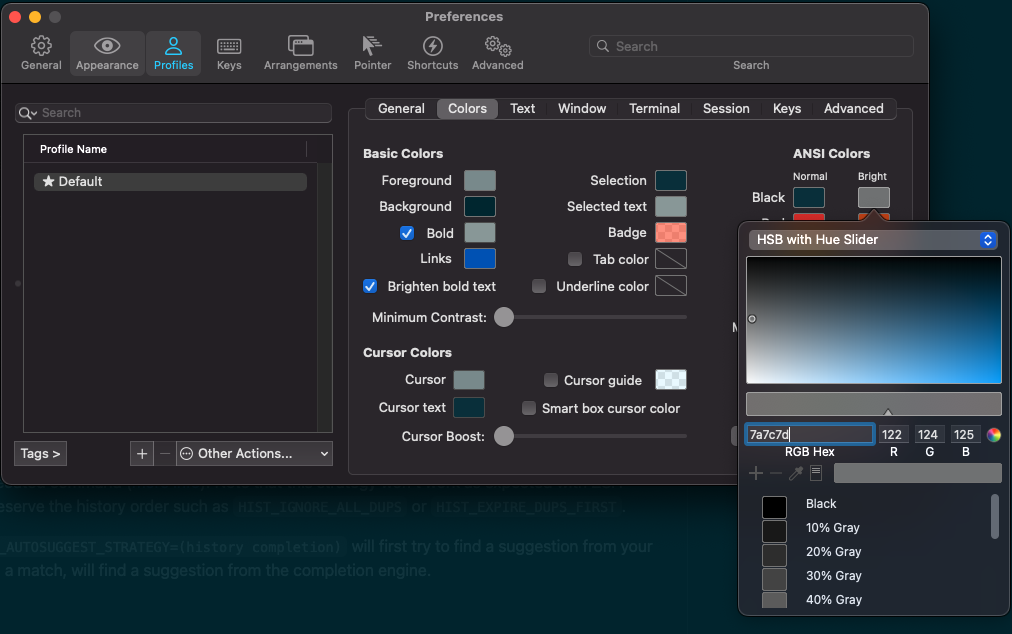 Preferences
General Appearance Profiles Keys Arrangements Pointer Shortcuts Advanced
Search
Search
Search
General Colors Text Window Terminal Session Keys Advanced
Profile Name
Default
Basic Colors
Foreground
Background
Bold
Links
Brighten bold text
Minimum Contrast:
Selection
Selected text
Badge
Tab color
Underline color
Cursor Colors
Cursor
Cursor text
Cursor Boost:
Cursor guide
Smart box cursor color
ANSI Colors
Normal Bright
Black
HSB with Hue Slider
7a7c7d 122 124 125
RGB Hex R G B
Black
10% Gray
20% Gray
30% Gray
40% Gray
Tags >
Other Actions...
serve the history order such as HIST_IGNORE_ALL_DUPS or HIST_EXPIRE_DUPS_FIRST.
_AUTOSUGGEST_STRATEGY=(history completion) will first try to find a suggestion from your
a match, will find a suggestion from the completion engine.